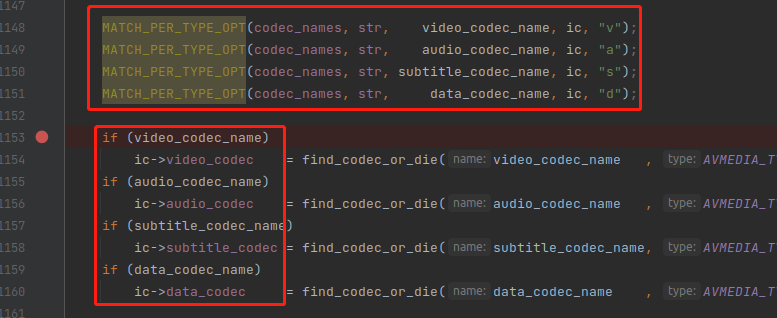 1147
1148 MATCH_PER_TYPE_OPT(codec_names, str, video_codec_name, ic, "v");
1149 MATCH_PER_TYPE_OPT(codec_names, str, audio_codec_name, ic, "a");
1150 MATCH_PER_TYPE_OPT(codec_names, str, subtitle_codec_name, ic, "s");
1151 MATCH_PER_TYPE_OPT(codec_names, str, data_codec_name, ic, "d");
1152
1153 if (video_codec_name)
1154 ic->video_codec = find_codec_or_die( name: video_codec_name , type: AVMEDIA_T
1155 if (audio_codec_name)
1156 ic->audio_codec = find_codec_or_die( name: audio_codec_name , type: AVMEDIA_T
1157 if (subtitle_codec_name)
1158 ic->subtitle_codec = find_codec_or_die( name: subtitle_codec_name, type: AVMEDIA_T
1159 if (data_codec_name)
1160 ic->data_codec = find_codec_or_die( name: data_codec_name , type: AVMEDIA_T
1161